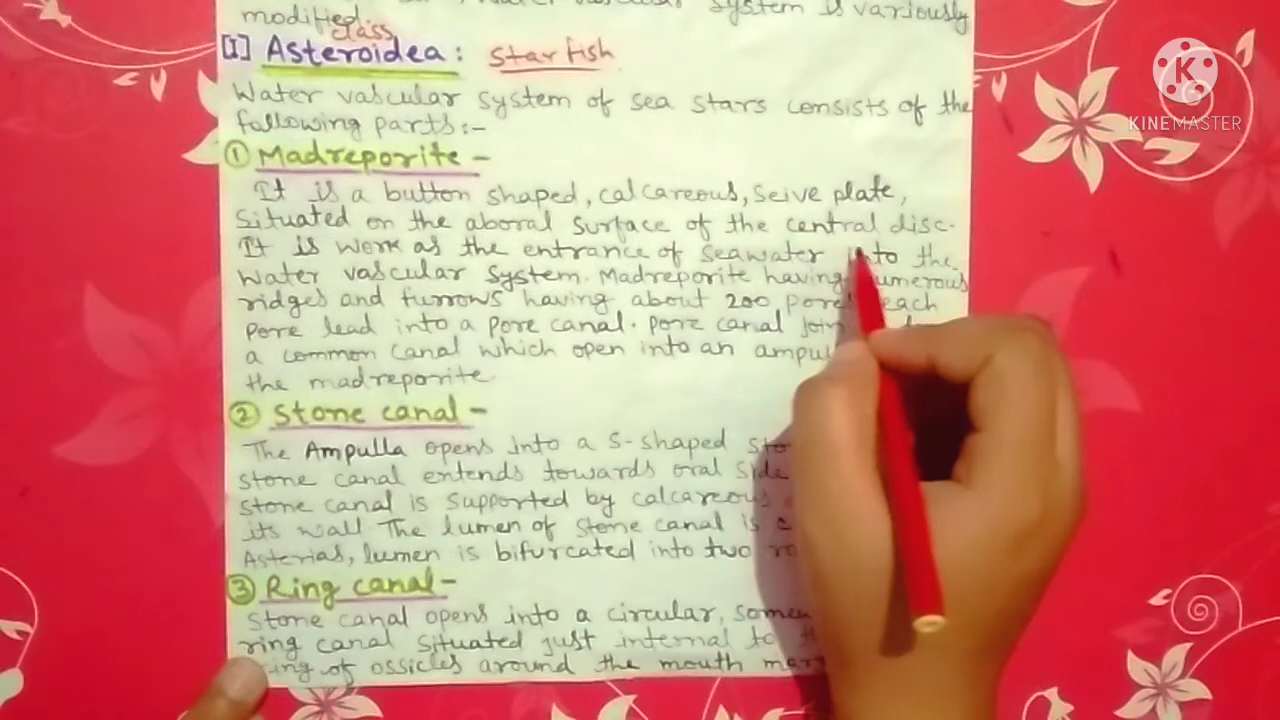 system is variously
modified.
class
[I] Asteroidea: Starfish
Water vascular system of sea stars consists of the
following parts:-
① Madreporite -
It is a button shaped, calcareous, seive plate,
Situated on the aboral surface of the central disc.
It is work as the entrance of seawater into the
water vascular system. Madreporite having numerous
ridges and furrows having about 200 pores each
pore lead into a pore canal. pore canal join
a common canal which open into an
the madreporite.
② Stone canal -
The Ampulla opens into a S-shaped
stone canal extends towards oral side
stone canal is supported by calcareous
its wall. The lumen of stone canal is
Asterias, lumen is bifurcated into two
③ Ring canal -
Stone canal opens into a circular,
ring canal situated just internal to
ring of ossicles around the mouth
K
KINEMASTER